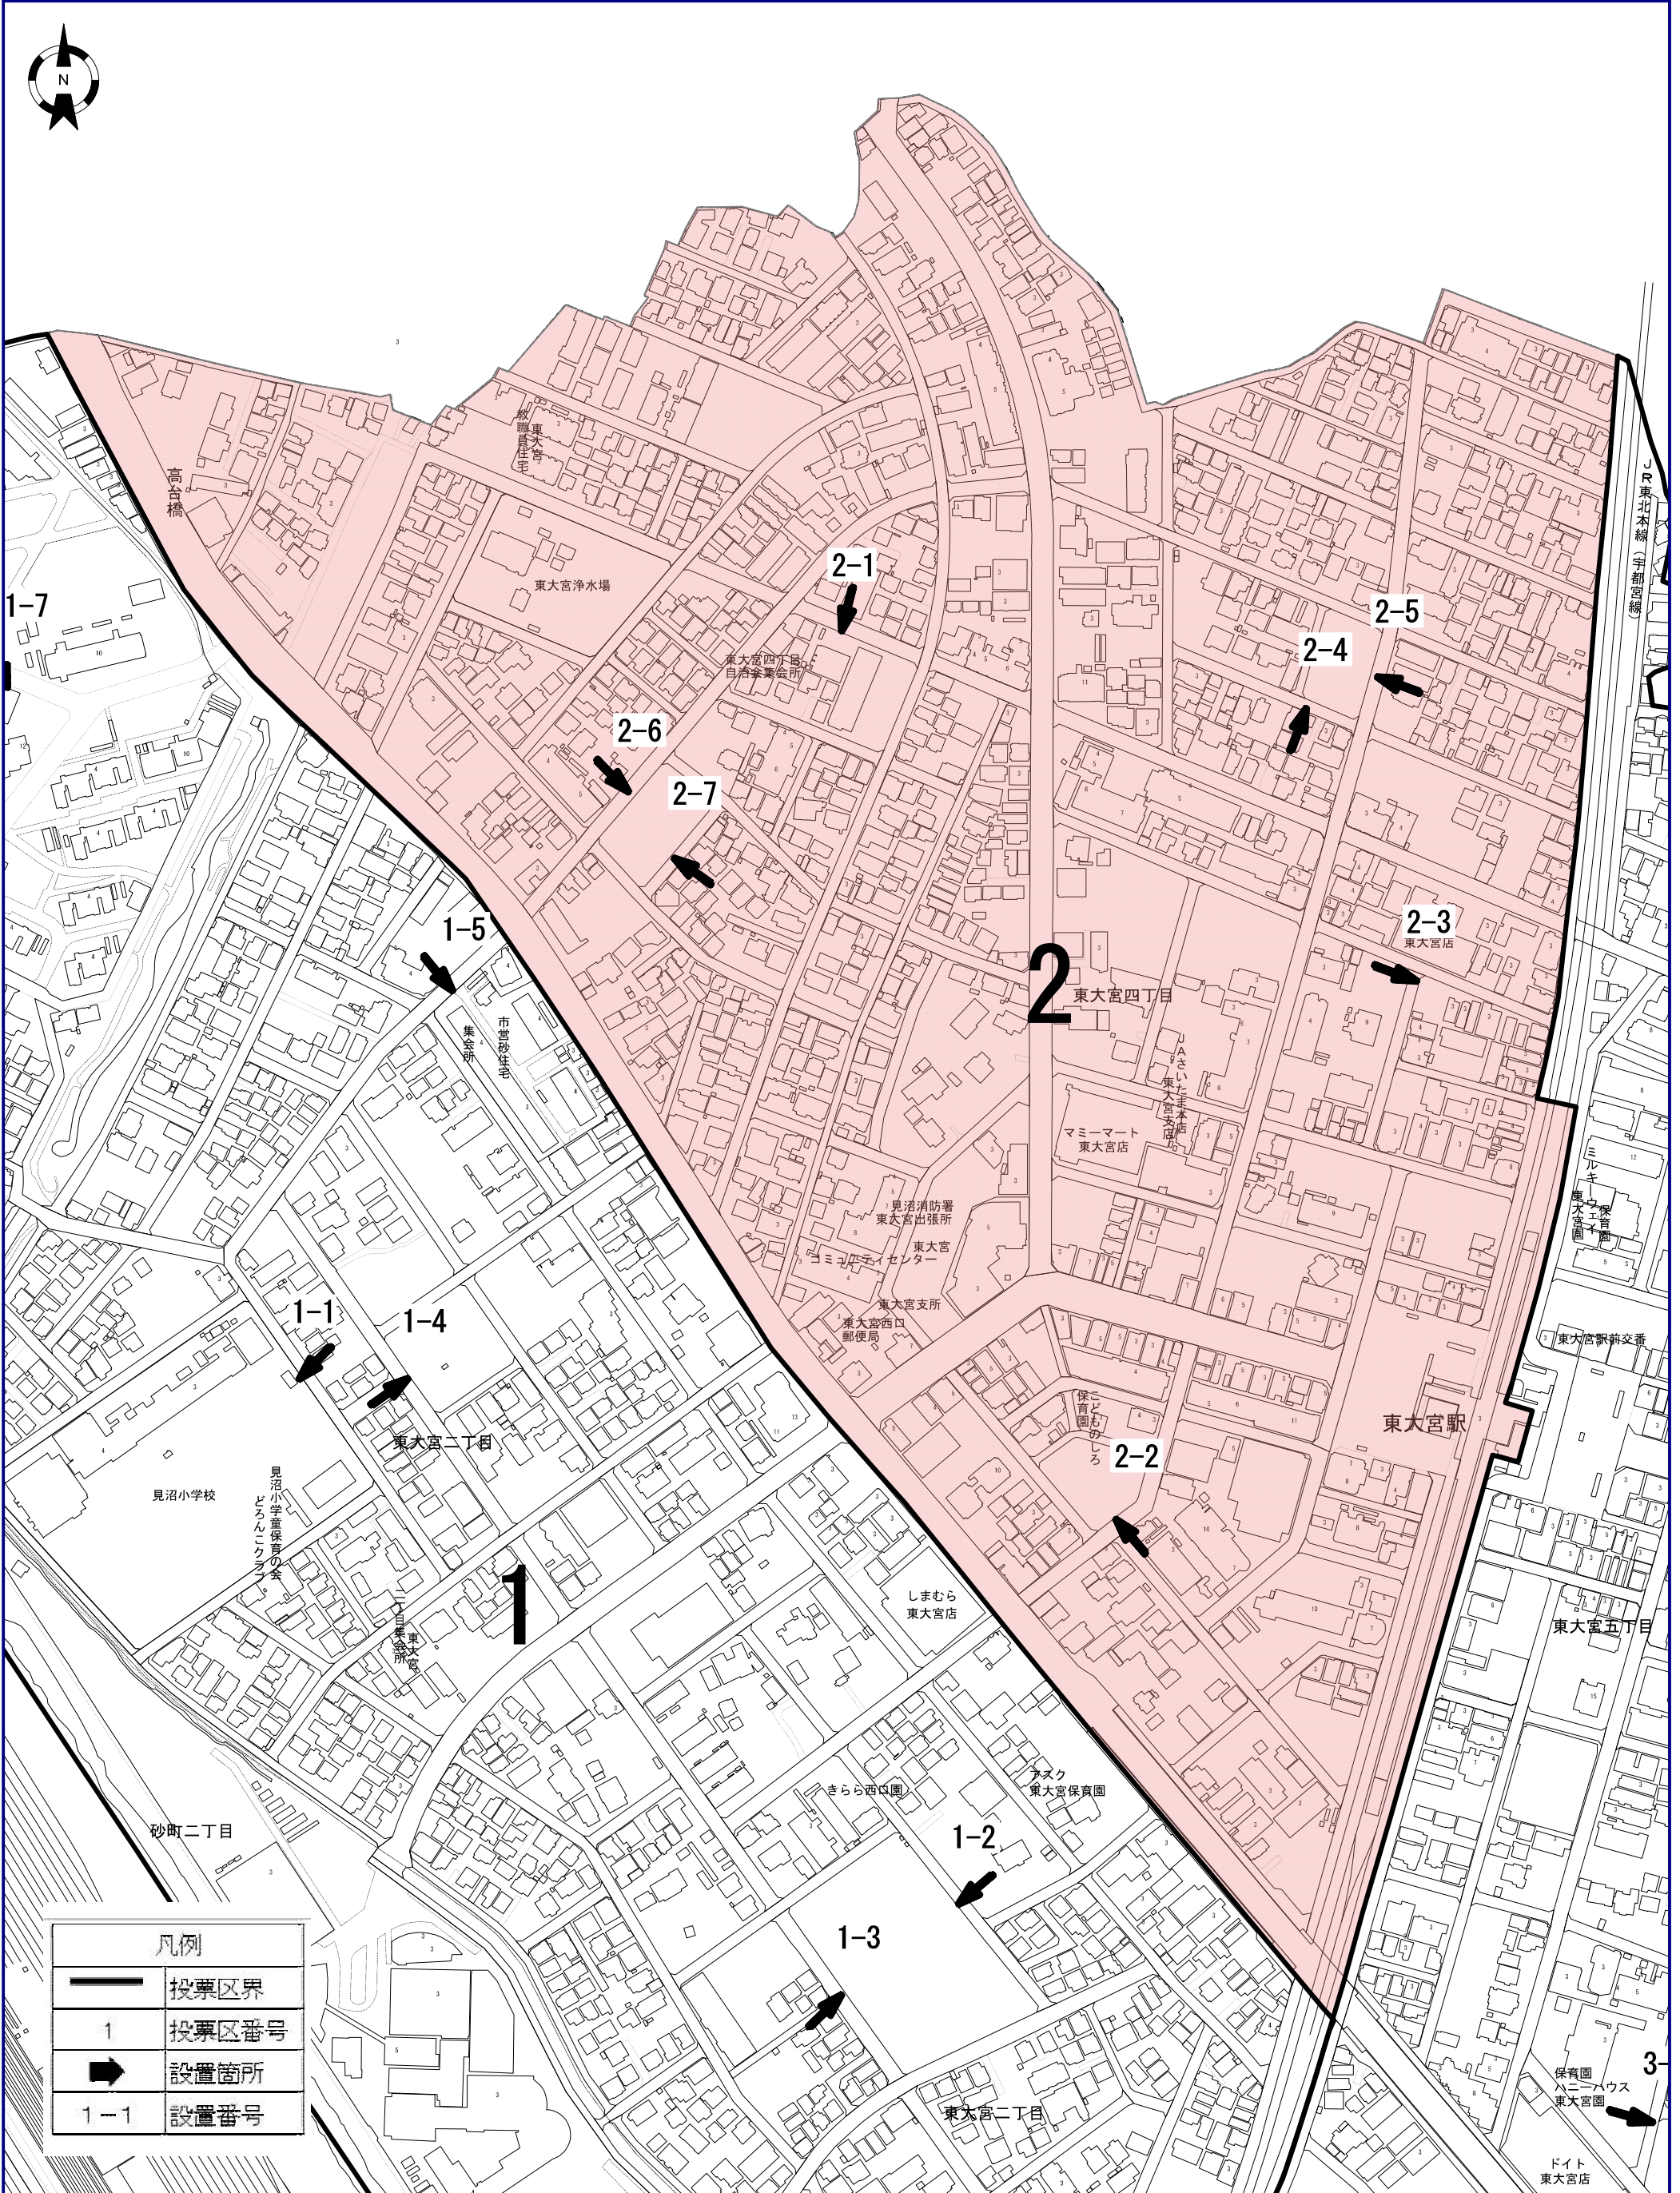 N
高台橋
東大宮
教職員住宅
JR東北本線(宇都宮線)
2-1
東大宮浄水場
1-7
2-5
2-4
東大宮四丁目
自治会集会所
2-6
2-7
1-5
2-3
東大宮店
2
東大宮四丁目
市営砂住宅
集会所
JAさいたま本店
東大宮支店
マミーマート
東大宮店
ミルキーウェイ
保育園
東大宮園
見沼消防署
東大宮出張所
東大宮
コミュニティセンター
東大宮支所
東大宮西口
郵便局
1-1
1-4
東大宮駅前交番
東大宮駅
こどものしろ
保育園
東大宮二丁目
2-2
見沼小学校
見沼小学童保育の会
どろんこクラブ
1
しまむら
東大宮店
東大宮
二丁目集会所
東大宮五丁目
アスク
東大宮保育園
きらら西口園
砂町二丁目
1-2
1-3
凡例
投票区界
1 投票区番号
設置箇所
1-1 設置番号
3-
保育園
ハニーハウス
東大宮園
東大宮二丁目
ドイト
東大宮店